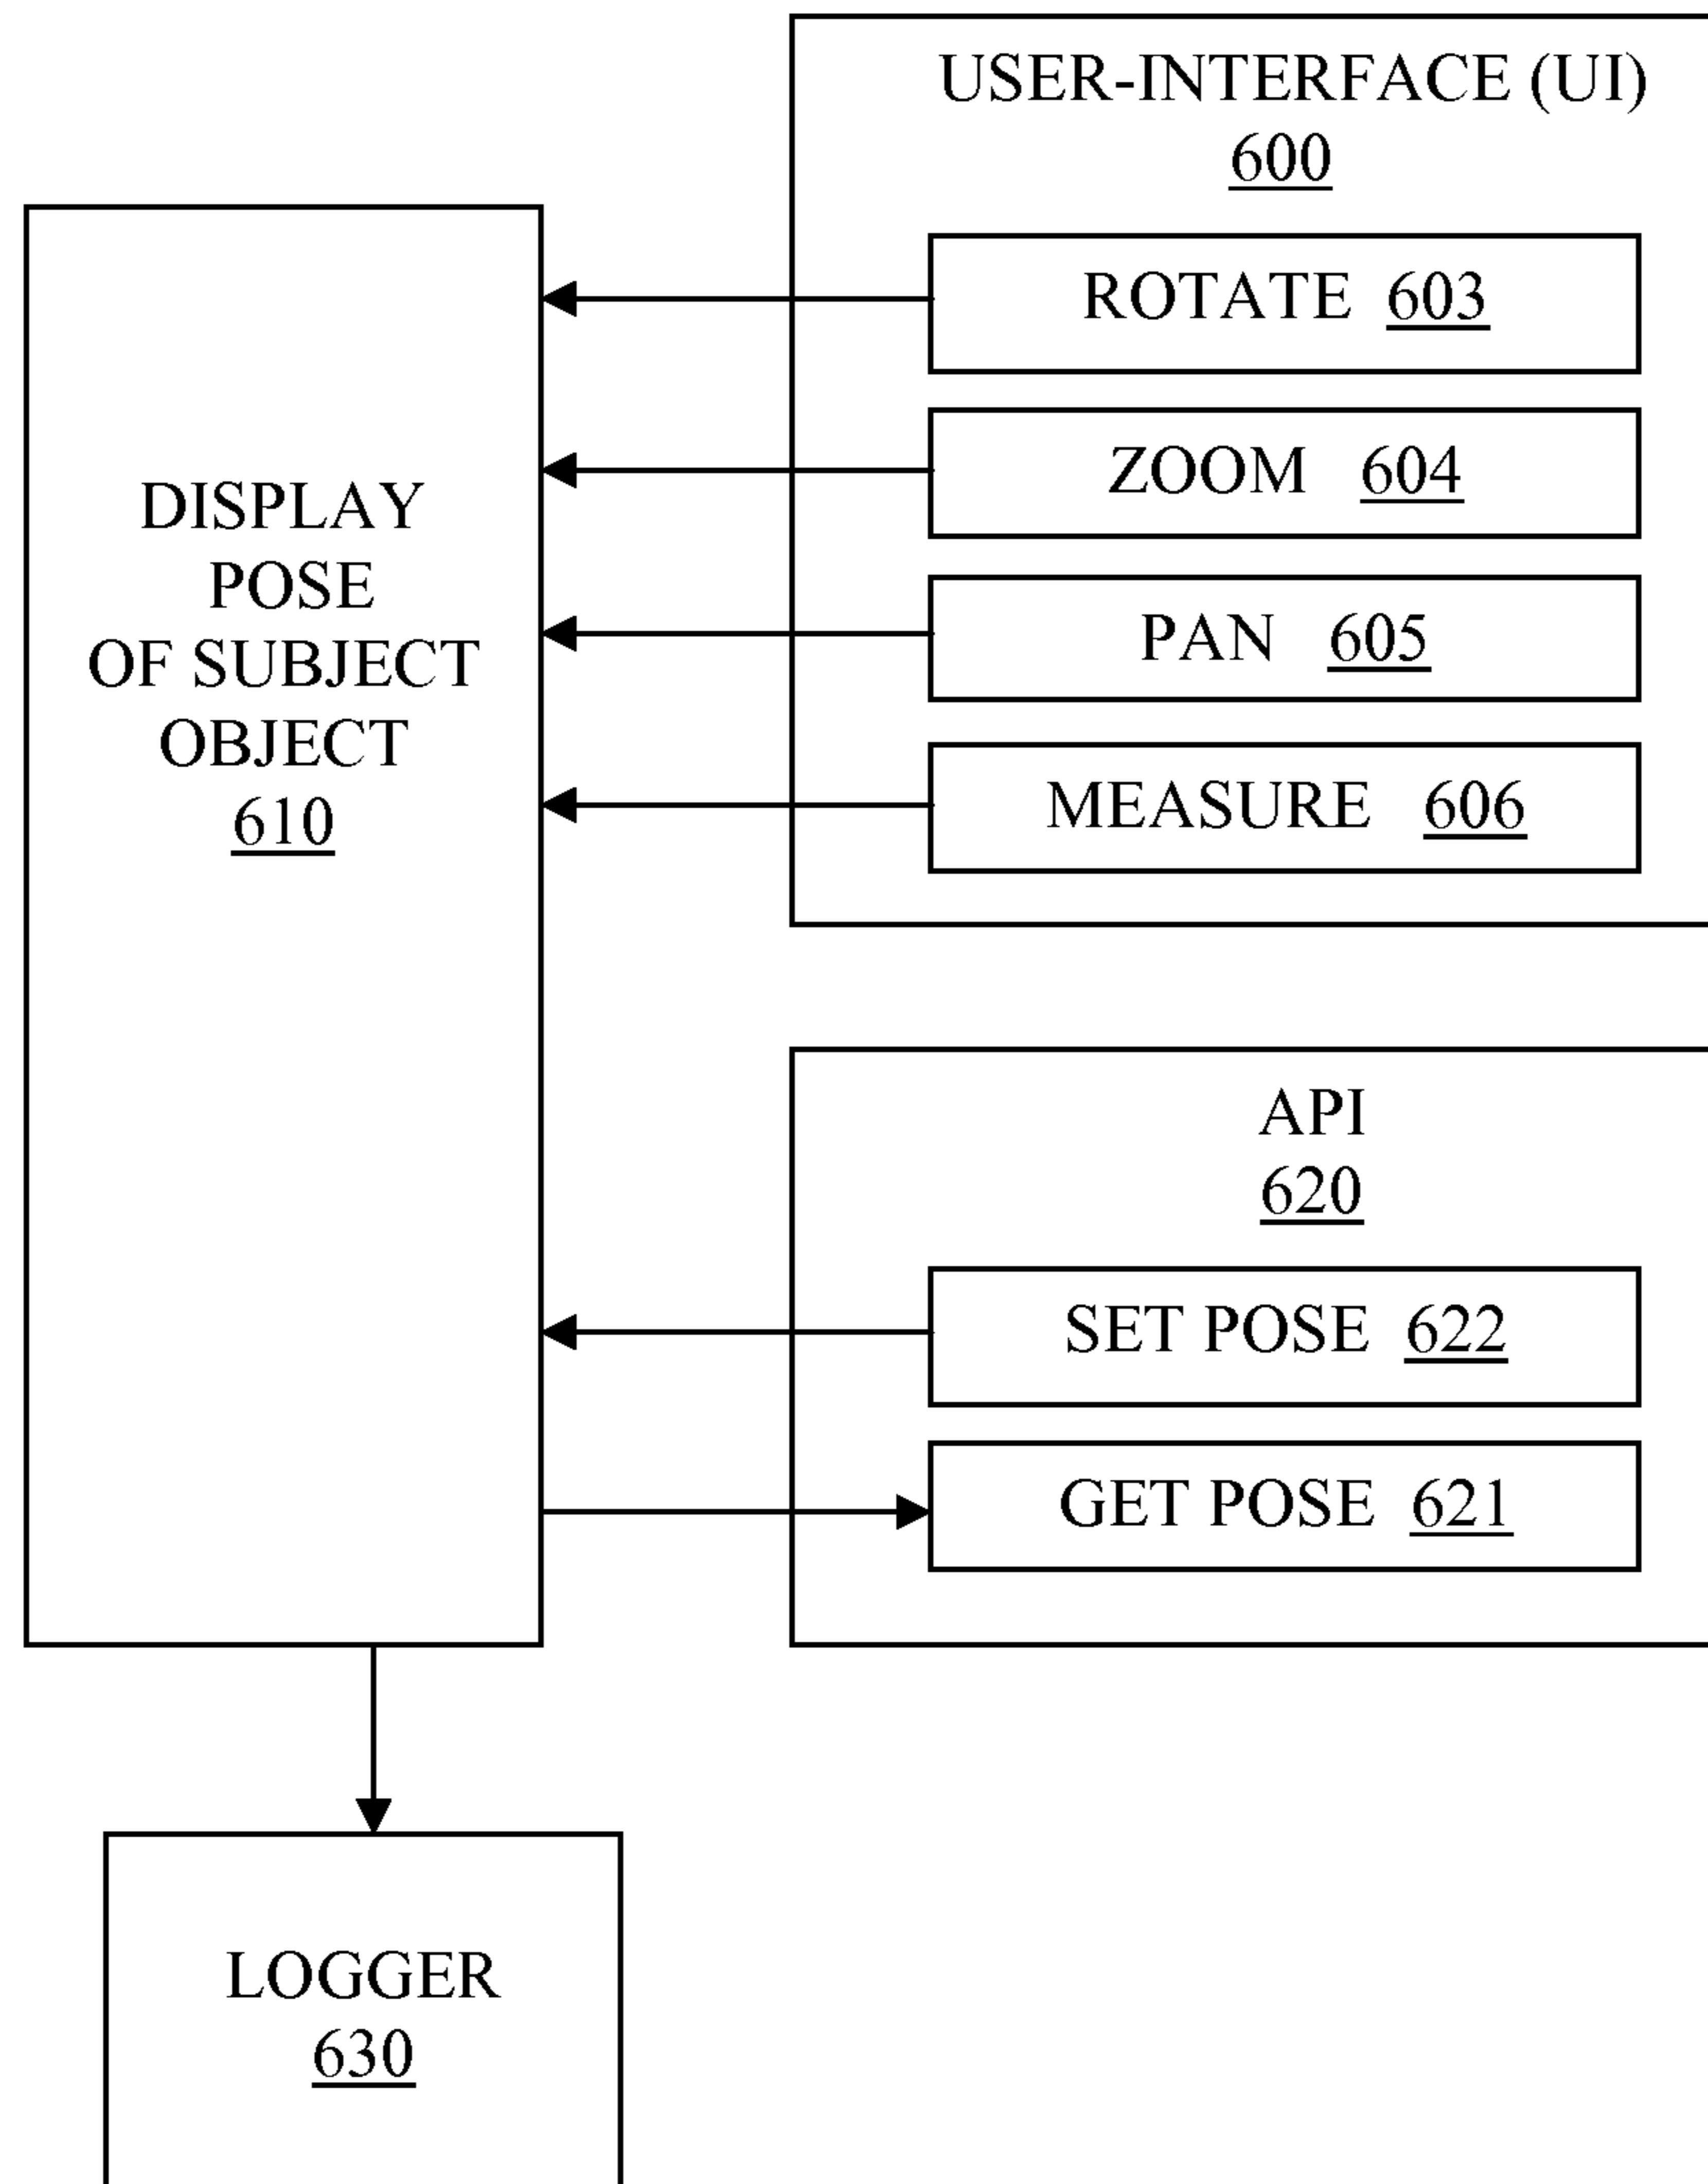 USER-INTERFACE (UI)
600
ROTATE 603
ZOOM 604
PAN 605
MEASURE 606
DISPLAY
POSE
OF SUBJECT
OBJECT
610
API
620
SET POSE 622
GET POSE 621
LOGGER
630